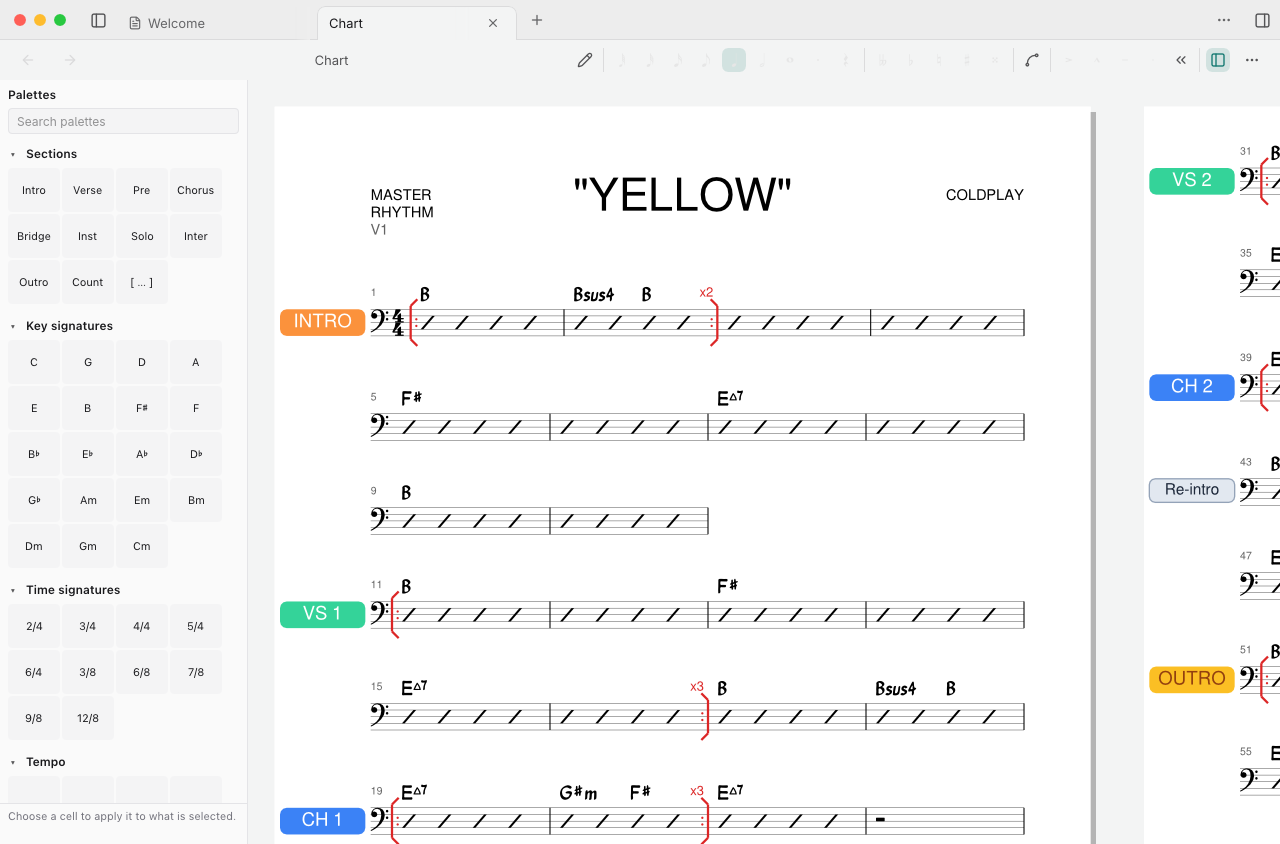 Welcome
Chart
Chart
Palettes
Search palettes
Sections
Intro Verse Pre Chorus
Bridge Inst Solo Inter
Outro Count [ ... ]
Key signatures
C G D A
E B F# F
B♭ E♭ A♭ D♭
G♭ Am Em Bm
Dm Gm Cm
Time signatures
2/4 3/4 4/4 5/4
6/4 3/8 6/8 7/8
9/8 12/8
Tempo
Choose a cell to apply it to what is selected.
MASTER
RHYTHM
V1
"YELLOW"
COLDPLAY
1 B Bsus4 B x2
INTRO 4/4
5 F# E△7
9 B
11 B F#
VS 1
15 E△7 x3 B Bsus4 B
19 E△7 G#m F# x3 E△7
CH 1
31 B
VS 2
35 E
39 E
CH 2
43 B
Re-intro
47 E
51 B
OUTRO
55 E